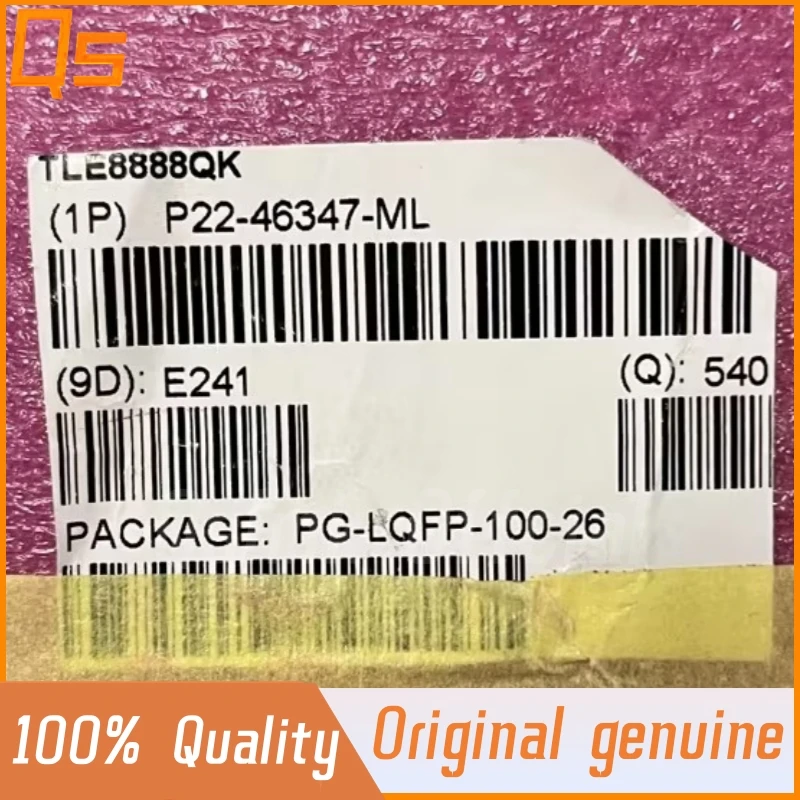 QS
TLE8888QK
(1P) P22-46347-ML
(9D): E241
(Q): 540
PACKAGE: PG-LQFP-100-26
100% Quality
Original genuine